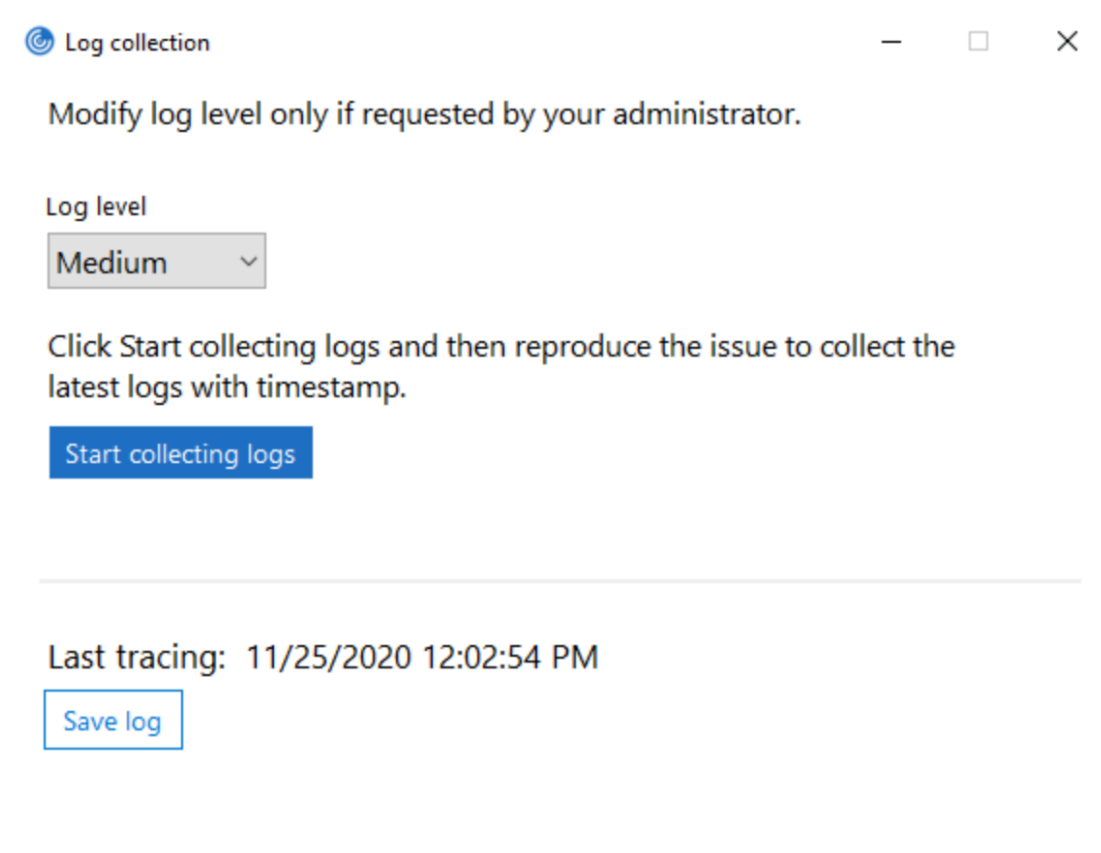 Log collection
Modify log level only if requested by your administrator.
Log level
Medium
Click Start collecting logs and then reproduce the issue to collect the
latest logs with timestamp.
Start collecting logs
Last tracing: 11/25/2020 12:02:54 PM
Save log